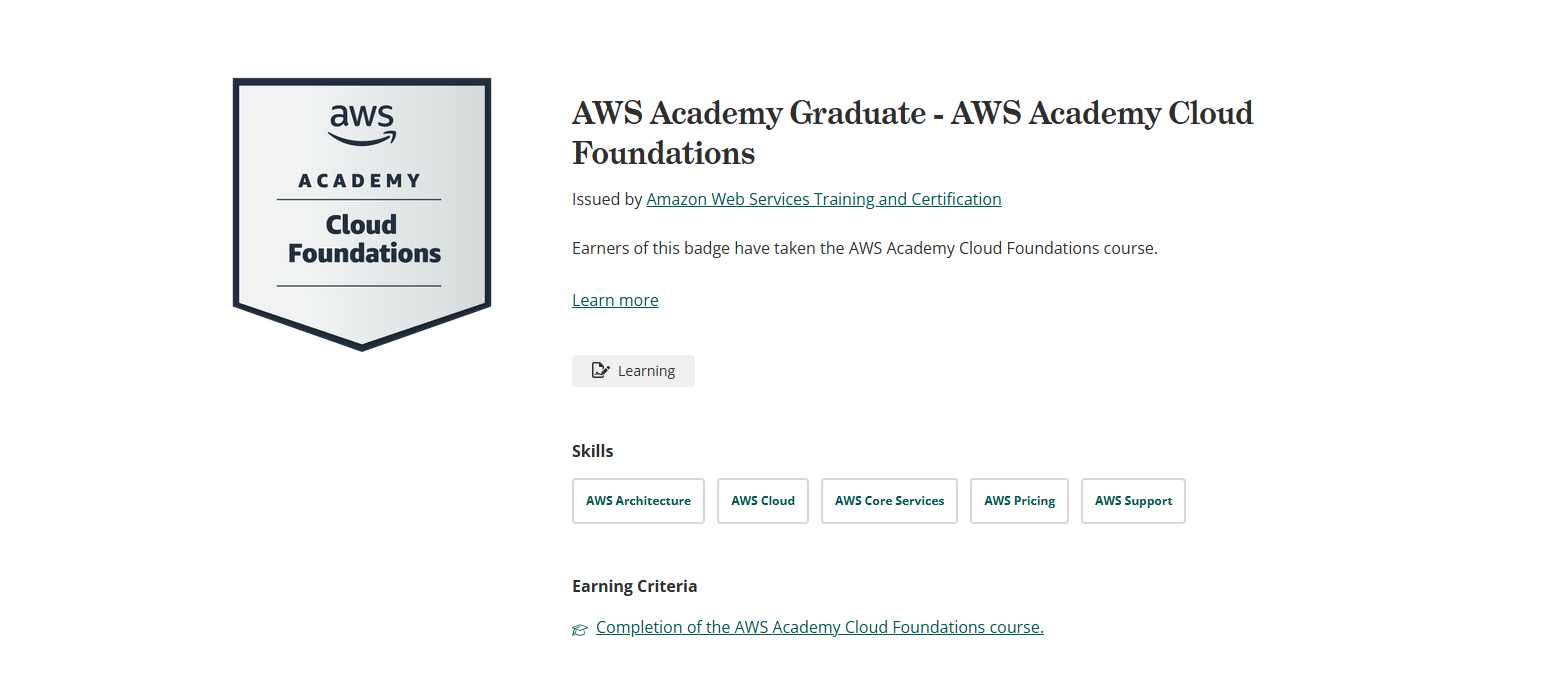 aws
ACADEMY
Cloud
Foundations
AWS Academy Graduate - AWS Academy Cloud
Foundations
Issued by Amazon Web Services Training and Certification
Earners of this badge have taken the AWS Academy Cloud Foundations course.
Learn more
Learning
Skills
AWS Architecture
AWS Cloud
AWS Core Services
AWS Pricing
AWS Support
Earning Criteria
Completion of the AWS Academy Cloud Foundations course.